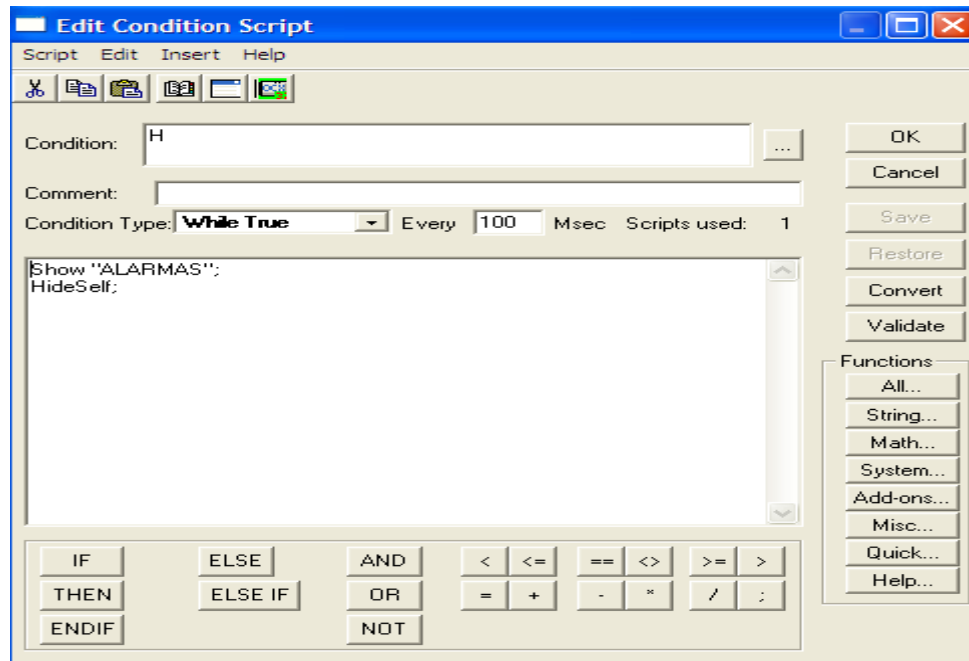 Edit Condition Script
Script Edit Insert Help
Condition: H ... OK
Cancel
Comment:
Condition Type: While True Every 100 Msec Scripts used: 1 Save
Show "ALARMAS"; Restore
HideSelf; Convert
Validate
Functions
All...
String...
Math...
System...
Add-ons...
Misc...
Quick...
Help...
IF ELSE AND < <= == <> >= >
THEN ELSE IF OR = + - * / ;
ENDIF NOT